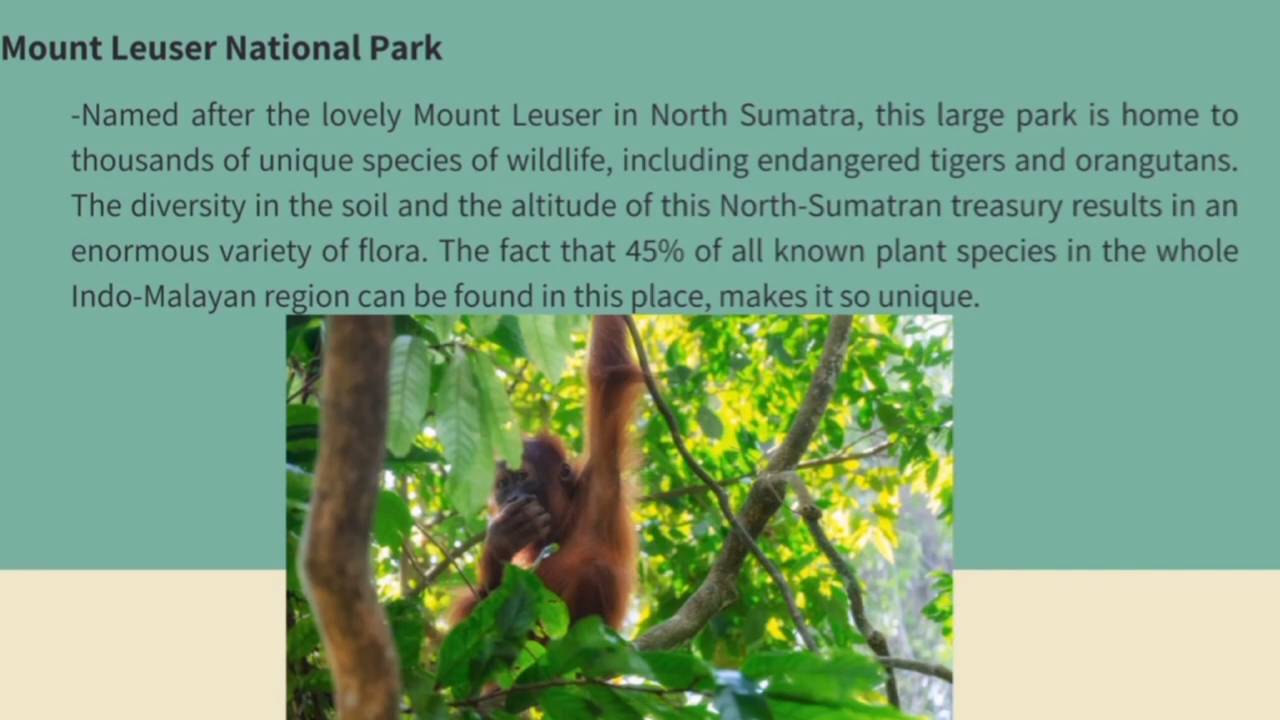 Mount Leuser National Park
-Named after the lovely Mount Leuser in North Sumatra, this large park is home to
thousands of unique species of wildlife, including endangered tigers and orangutans.
The diversity in the soil and the altitude of this North-Sumatran treasury results in an
enormous variety of flora. The fact that 45% of all known plant species in the whole
Indo-Malayan region can be found in this place, makes it so unique.